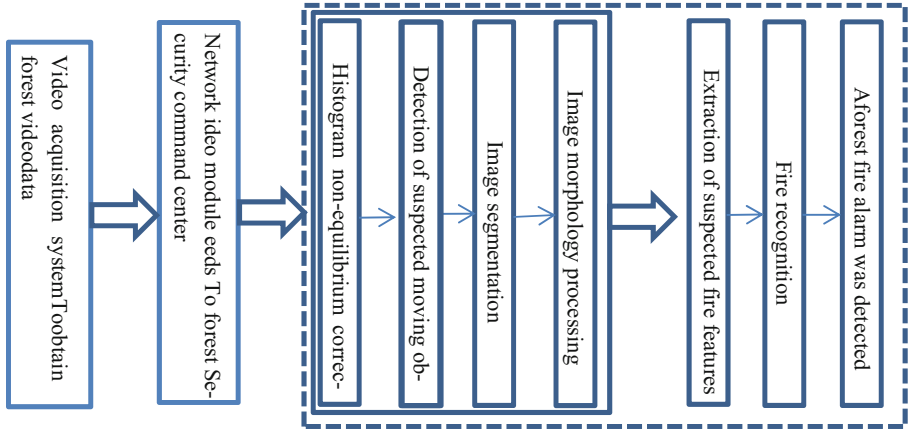 Video acquisition systemToobtain
forest videodata
Network ideo module eeds To forest Se-
curity command center
Histogram non-equilibrium correc-
Detection of suspected moving ob-
Image segmentation
Image morphology processing
Extraction of suspected fire features
Fire recognition
Aforest fire alarm was detected